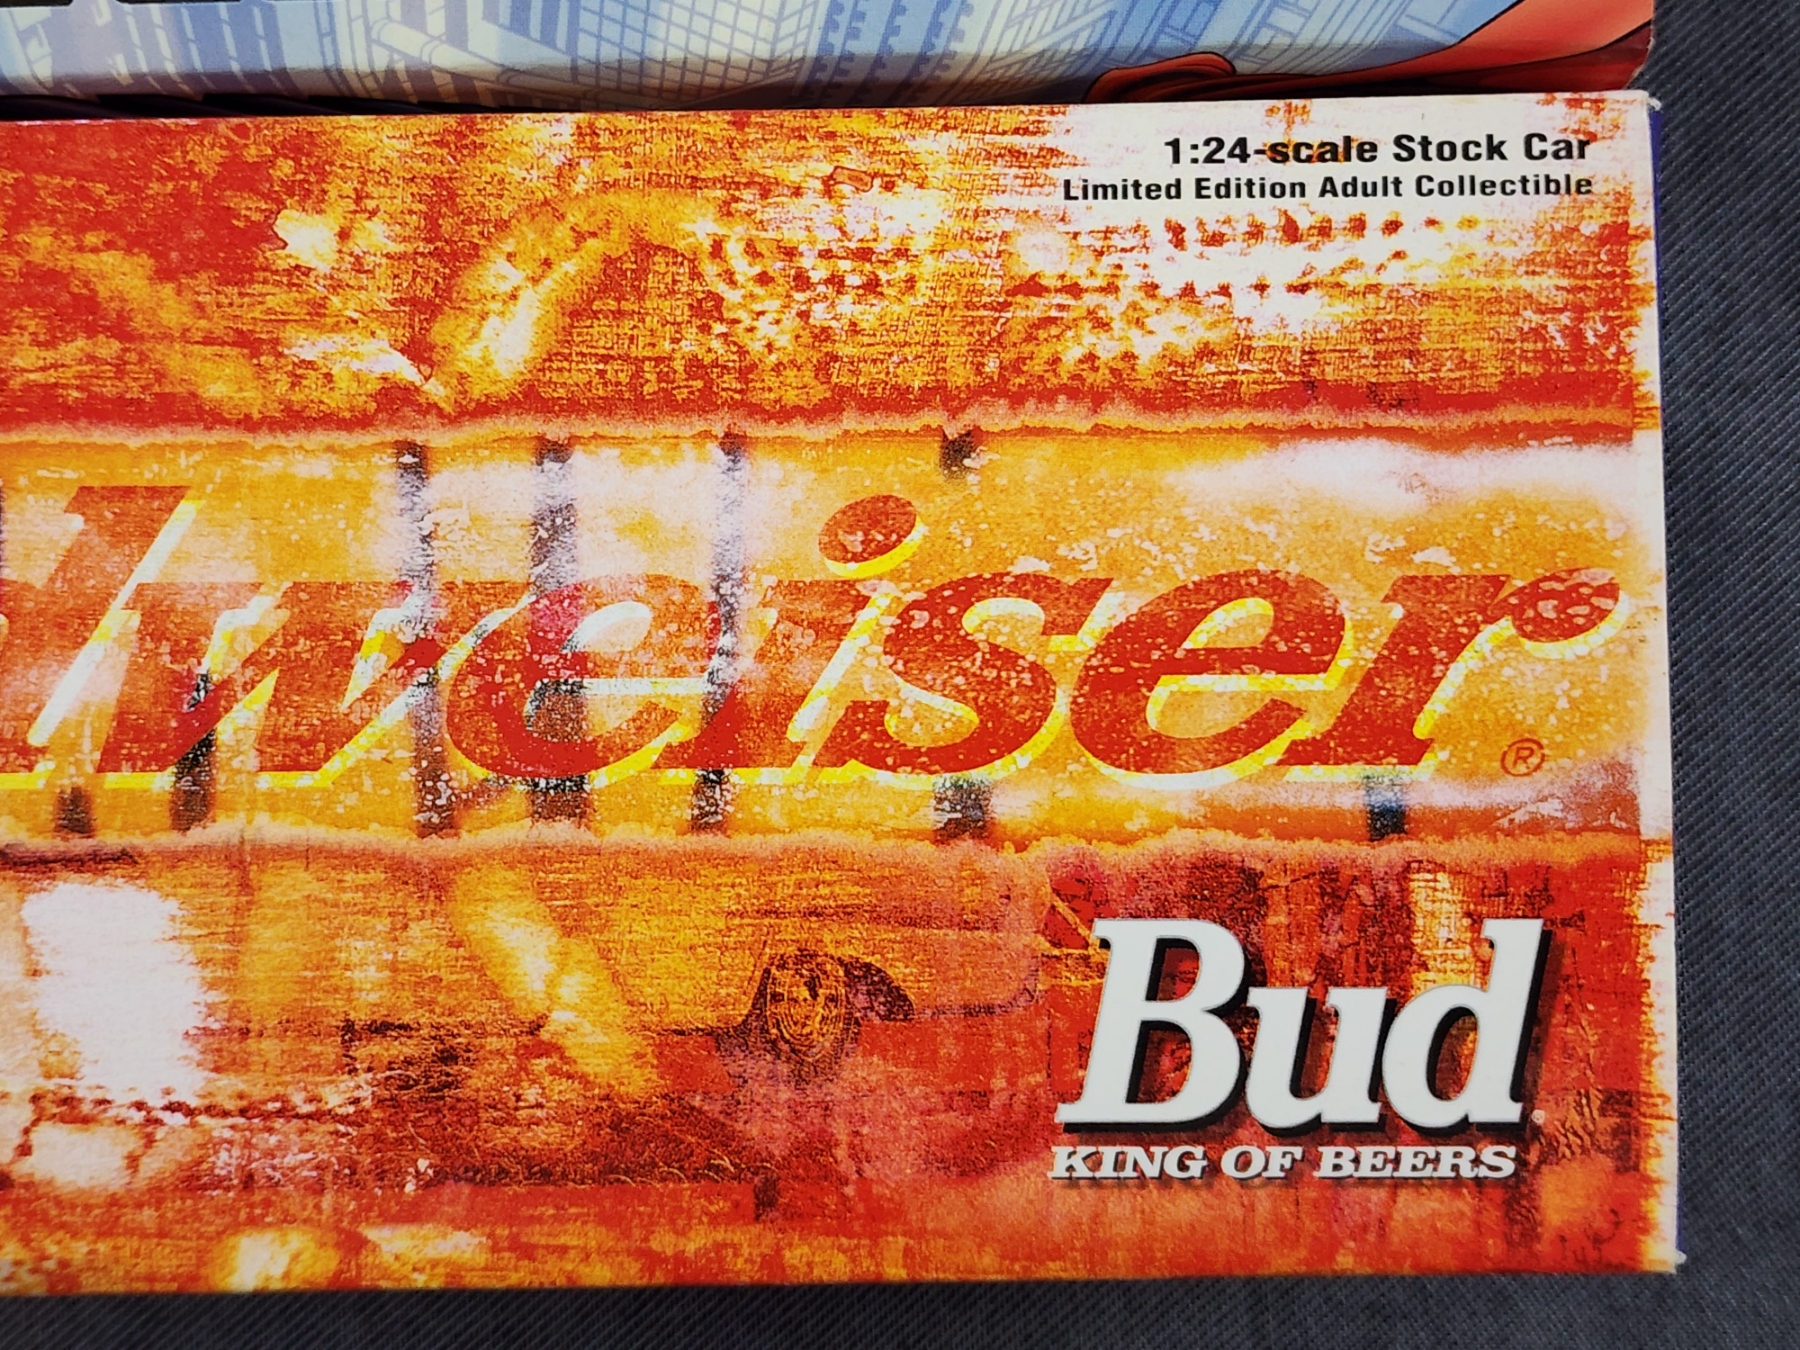 1:24-scale Stock Car
Limited Edition Adult Collectible
weiser®
Bud
KING OF BEERS